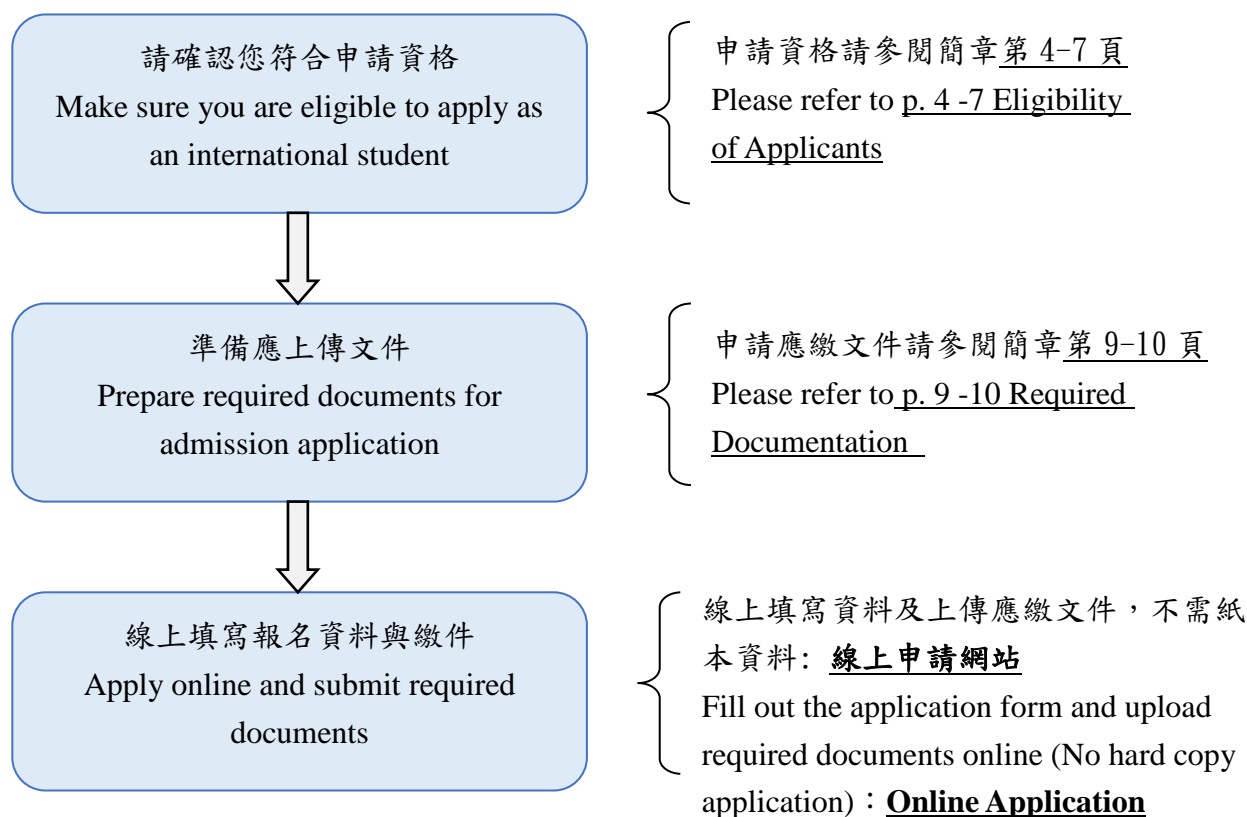 請確認您符合申請資格
Make sure you are eligible to apply as
an international student
申請資格請參閱簡章第 4-7 頁
Please refer to p. 4 -7 Eligibility
of Applicants
準備應上傳文件
Prepare required documents for
admission application
申請應繳文件請參閱簡章第 9-10 頁
Please refer to p. 9 -10 Required
Documentation
線上填寫報名資料與繳件
Apply online and submit required
documents
線上填寫資料及上傳應繳文件,不需紙
本資料: 線上申請網站
Fill out the application form and upload
required documents online (No hard copy
application):Online Application